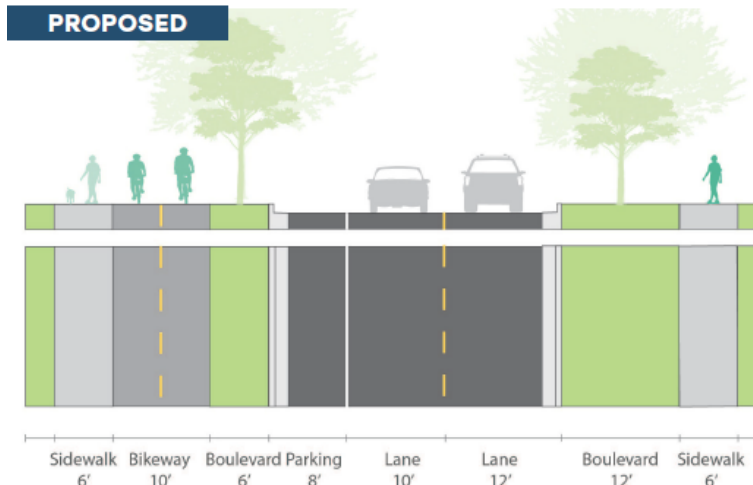 PROPOSED
Sidewalk Bikeway Boulevard Parking Lane Lane Boulevard Sidewalk
6' 10' 6' 8' 10' 12' 12' 6'